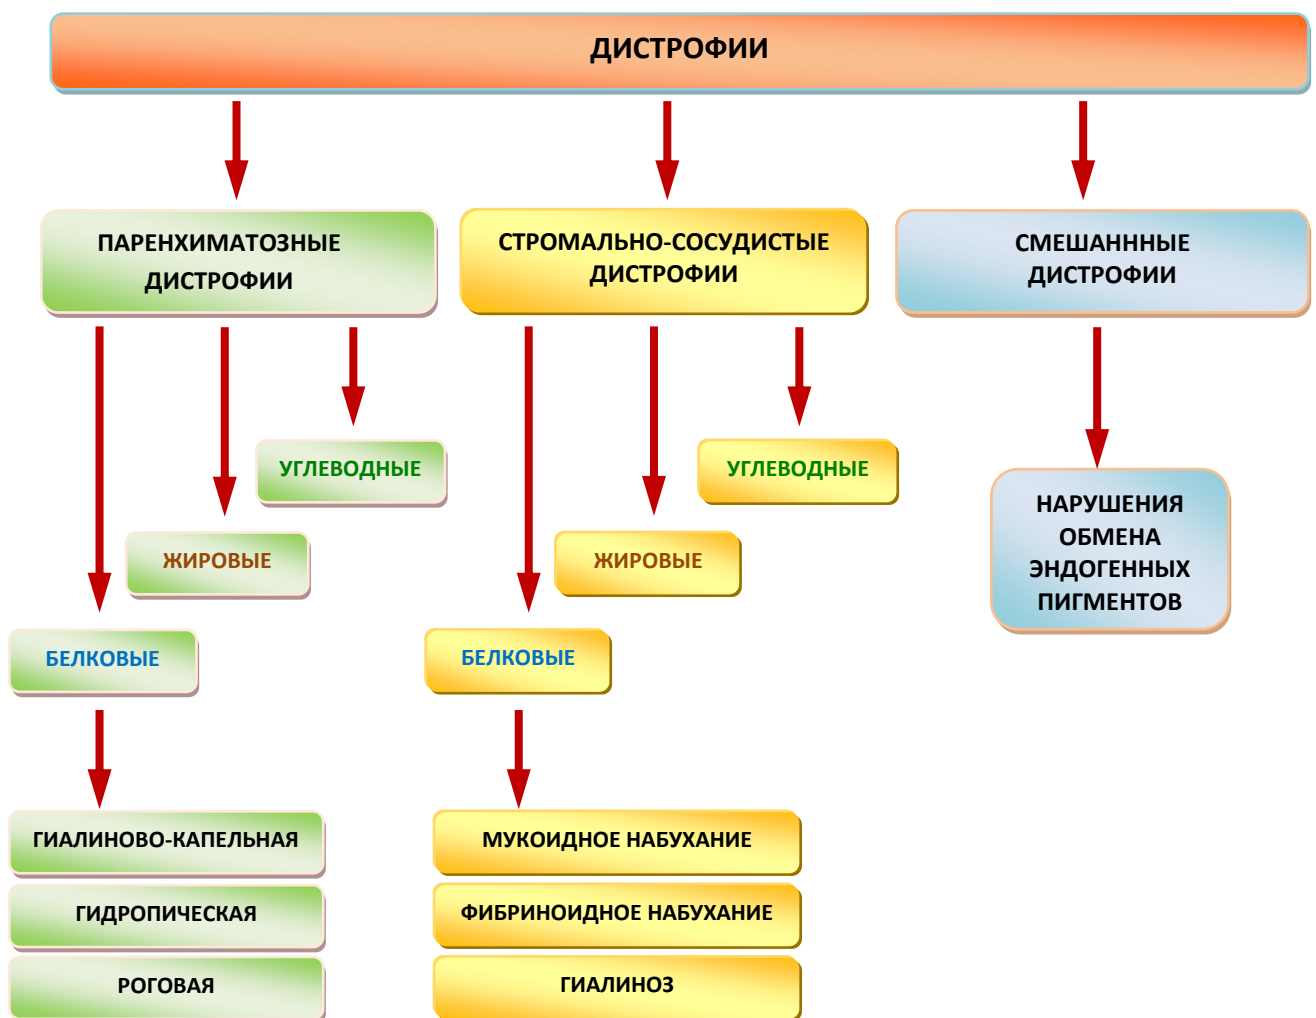 ДИСТРОФИИ
ПАРЕНХИМАТОЗНЫЕ
ДИСТРОФИИ
СТРОМАЛЬНО-СОСУДИСТЫЕ
ДИСТРОФИИ
СМЕШАНННЫЕ
ДИСТРОФИИ
УГЛЕВОДНЫЕ
УГЛЕВОДНЫЕ
НАРУШЕНИЯ
ОБМЕНА
ЭНДОГЕННЫХ
ПИГМЕНТОВ
ЖИРОВЫЕ
ЖИРОВЫЕ
БЕЛКОВЫЕ
БЕЛКОВЫЕ
ГИАЛИНОВО-КАПЕЛЬНАЯ
ГИДРОПИЧЕСКАЯ
РОГОВАЯ
МУКОИДНОЕ НАБУХАНИЕ
ФИБРИНОИДНОЕ НАБУХАНИЕ
ГИАЛИНОЗ